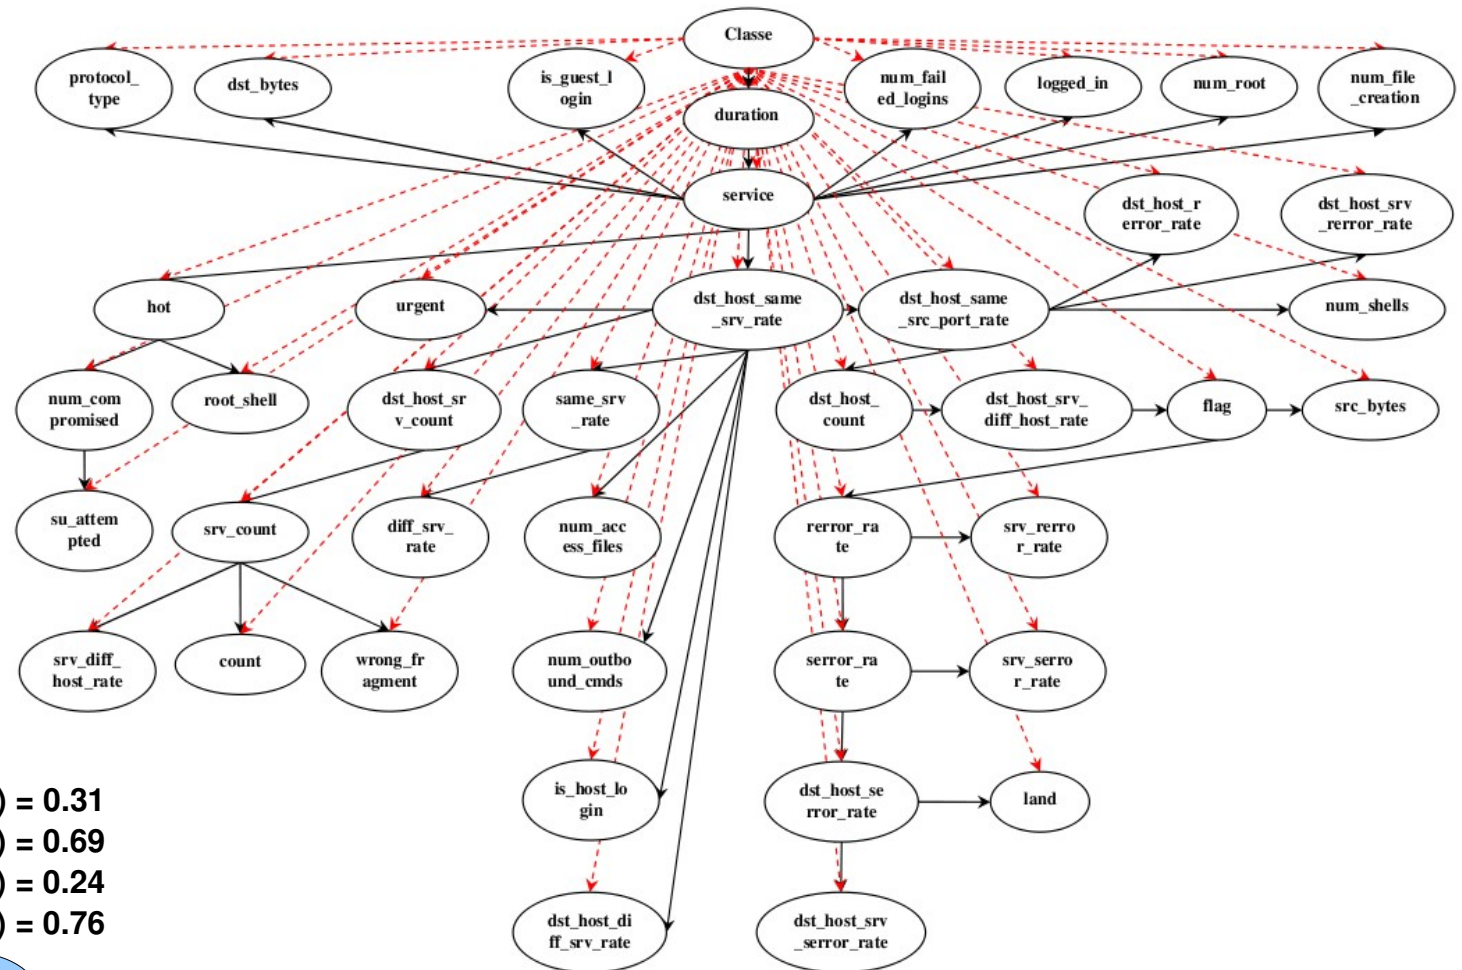 Classe
protocol_
type
dst_bytes
is_guest_l
ogin
num_fail
ed_logins
logged_in
num_root
num_file
_creation
duration
service
dst_host_r
error_rate
dst_host_srv
_rerror_rate
hot
urgent
dst_host_same
_srv_rate
dst_host_same
_src_port_rate
num_shells
num_com
promised
root_shell
dst_host_sr
v_count
same_srv
_rate
dst_host_
count
dst_host_srv_
diff_host_rate
flag
src_bytes
su_attem
pted
srv_count
diff_srv_
rate
num_acc
ess_files
rerror_ra
te
srv_rerro
r_rate
srv_diff_
host_rate
count
wrong_fr
agment
num_outbo
und_cmds
serror_ra
te
srv_serro
r_rate
is_host_lo
gin
dst_host_se
rror_rate
land
) = 0.31
) = 0.69
) = 0.24
) = 0.76
dst_host_di
ff_srv_rate
dst_host_srv
_serror_rate